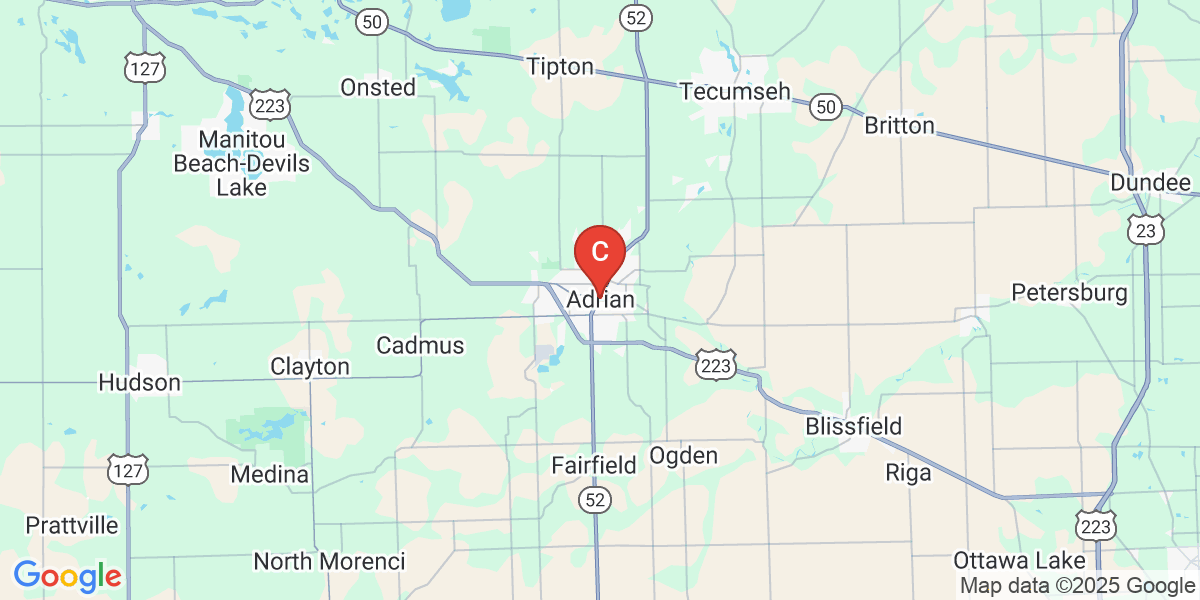 50
52
127
Onsted
Tipton
Tecumseh
223
50
Britton
Manitou
Beach-Devils
Lake
Dundee
23
C
Adrian
Petersburg
Cadmus
Clayton
Hudson
223
Blissfield
Ogden
Fairfield
Riga
127
Medina
52
Prattville
223
North Morenci
Ottawa Lake
Google
Map data ©2025 Google